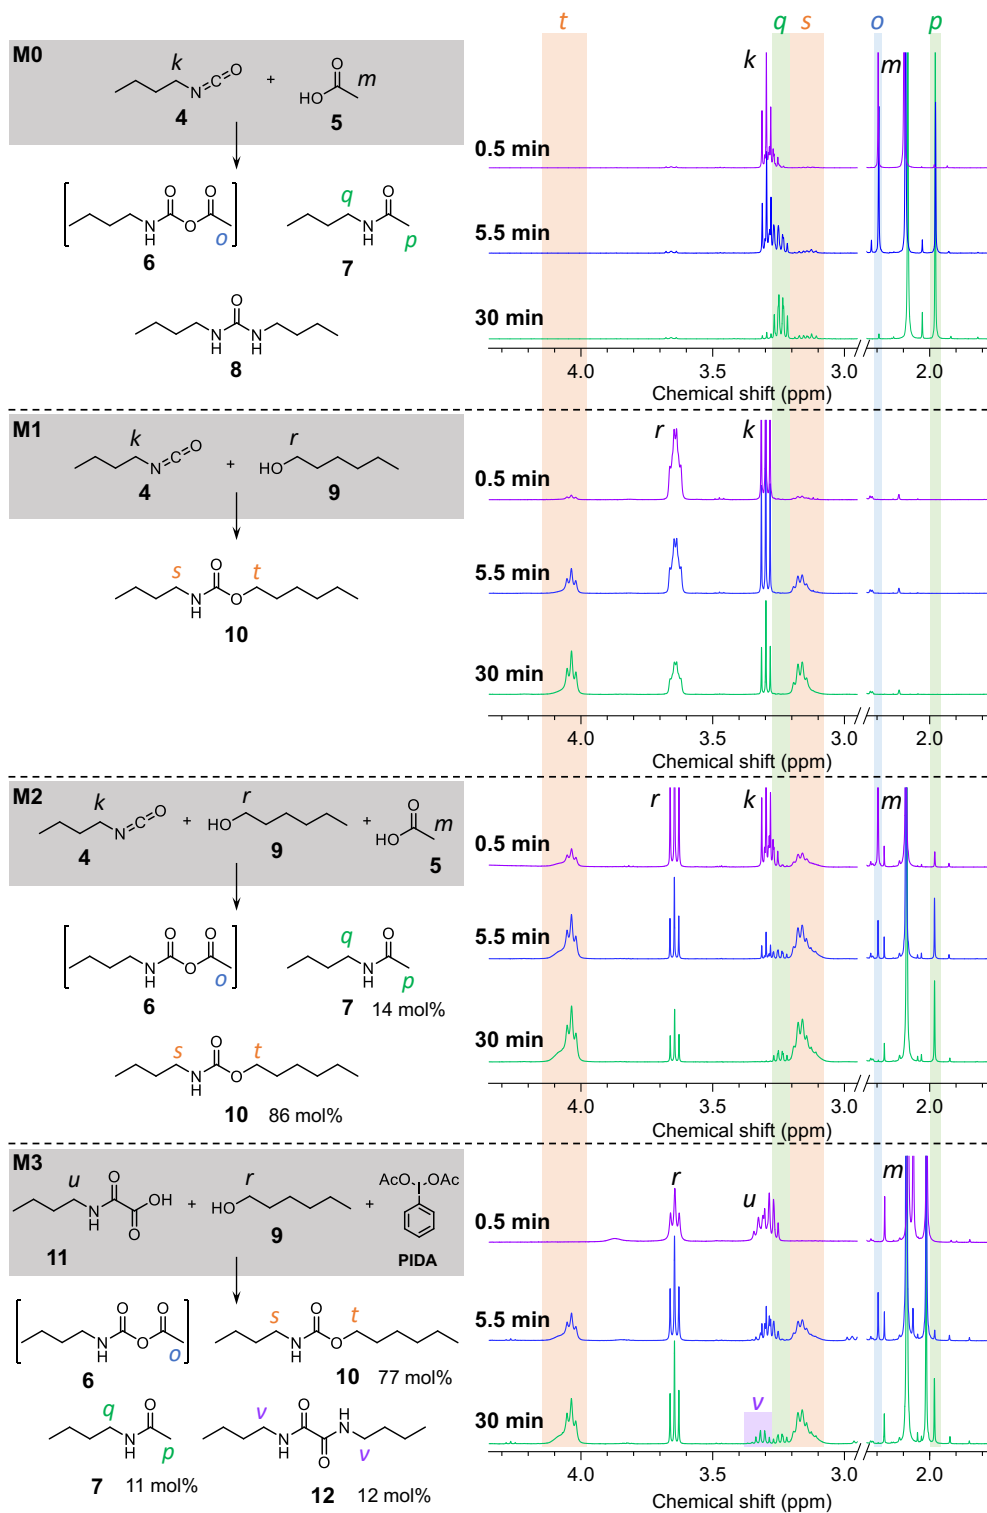 t q s o p
M0
k
N C O
4
+
O
HO
m
5
k m
0.5 min
5.5 min
30 min
O O
N O
H o
6
q O
N
H p
7
O
N N
H H
8
4.0 3.5 3.0 2.0
Chemical shift (ppm)
M1
k
N C O
4
+
r
HO
9
r k
0.5 min
5.5 min
30 min
s O t
N O
H
10
4.0 3.5 3.0 2.0
Chemical shift (ppm)
M2
k
N C O
4
+
r
HO
9
+
O
HO m
5
r k m
0.5 min
5.5 min
30 min
O O
N O
H o
6
q O
N
H p
7 14 mol%
s O t
N O
H
10 86 mol%
4.0 3.5 3.0 2.0
Chemical shift (ppm)
M3
u O
N OH
H O
11
+
r
HO
9
+
AcO OAc
I
PIDA
r u m
0.5 min
5.5 min
30 min
O O
N O
H o
6
s O t
N O
H
10 77 mol%
q O
N
H p
7 11 mol%
v O H
N N
H O v
12 12 mol%
v
4.0 3.5 3.0 2.0
Chemical shift (ppm)